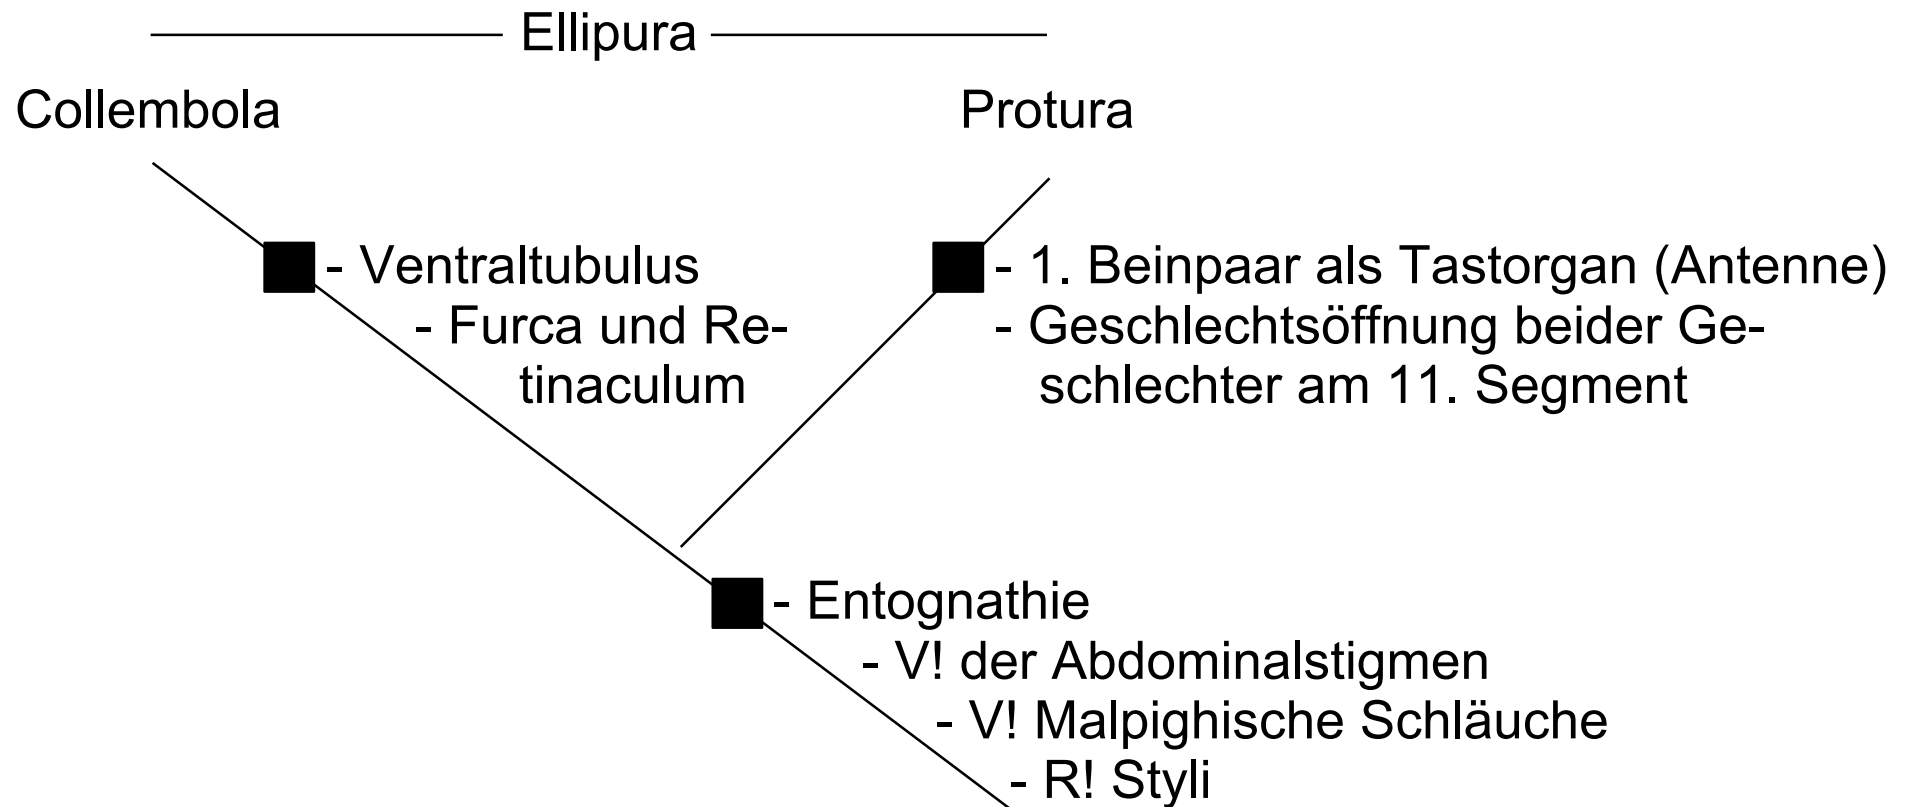 Ellipura
Collembola
Protura
- Ventraltubulus
- Furca und Re-
tinaculum
- 1. Beinpaar als Tastorgan (Antenne)
- Geschlechtsöffnung beider Ge-
schlechter am 11. Segment
- Entognathie
- V! der Abdominalstigmen
- V! Malpighische Schläuche
- R! Styli